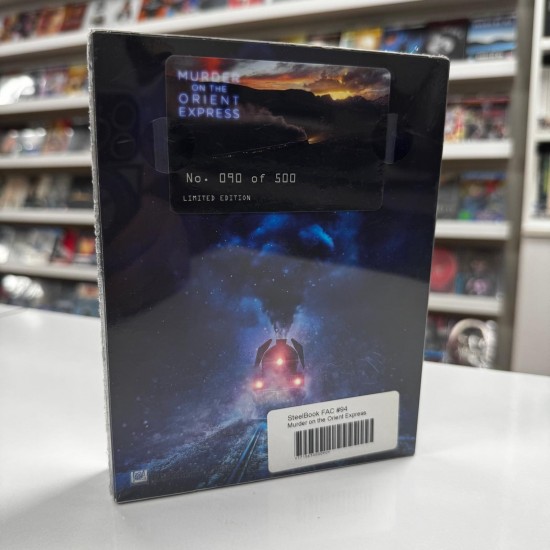 MURDER
ON THE
ORIENT
EXPRESS
No. 090 of 500
LIMITED EDITION
SteelBook FAC #94
Murder on the Orient Express